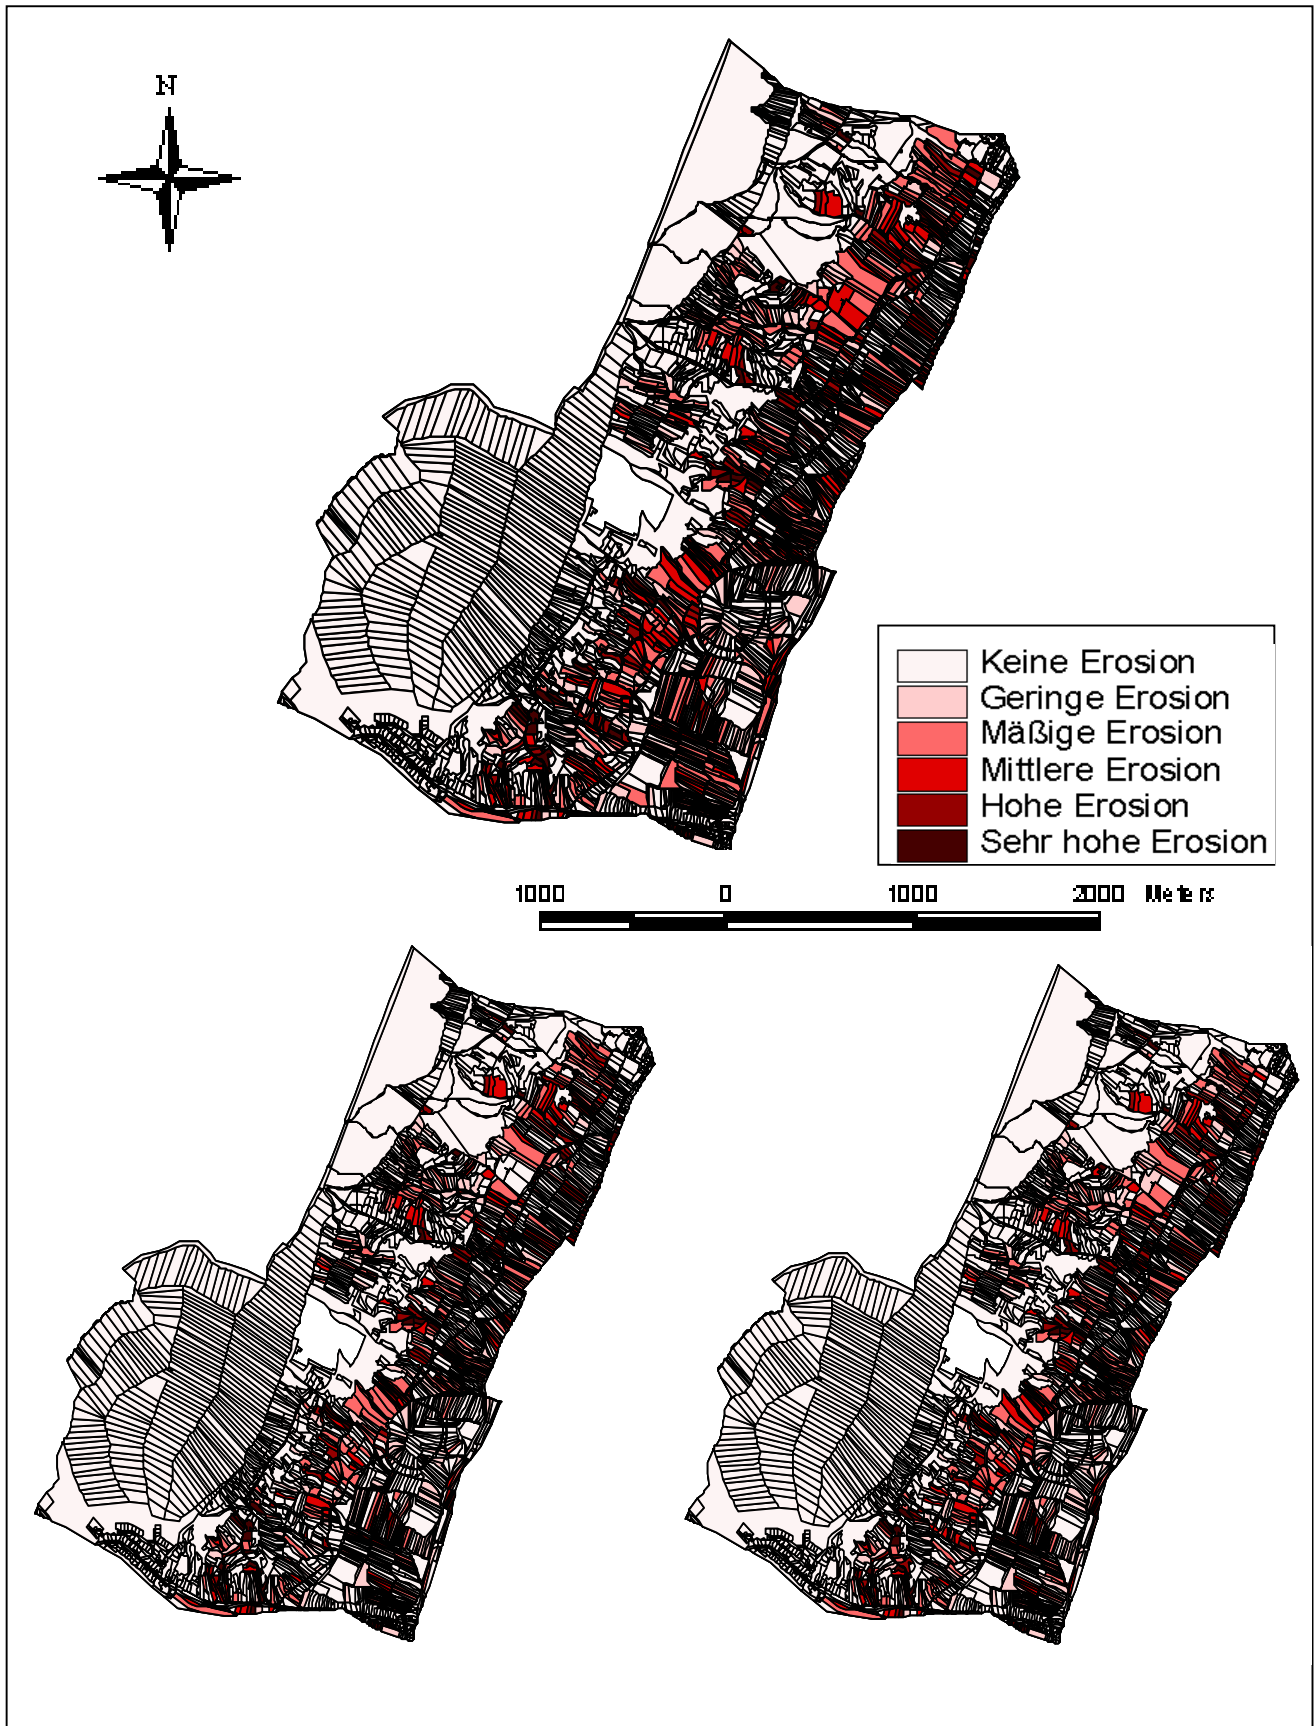 N
Keine Erosion
Geringe Erosion
Mäßige Erosion
Mittlere Erosion
Hohe Erosion
Sehr hohe Erosion
1000 0 1000 2000 Meters